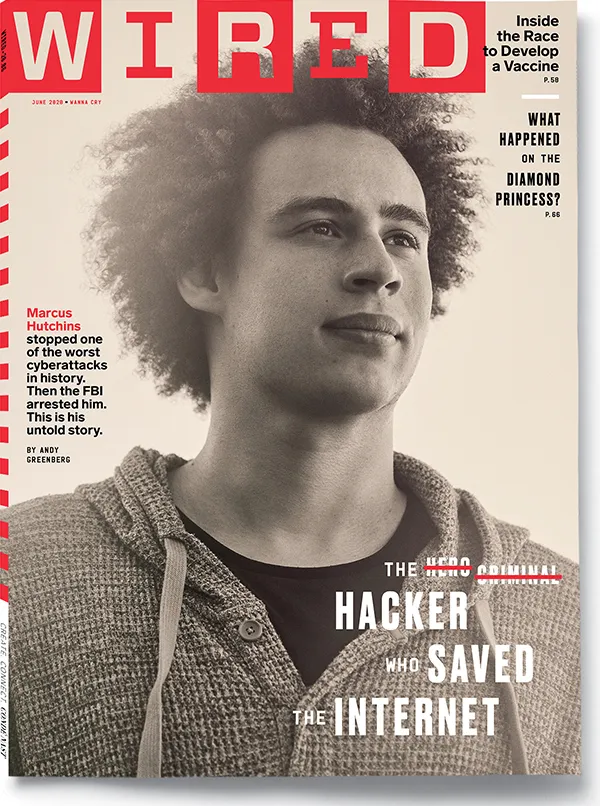 WIRED
Inside
the Race
to Develop
a Vaccine
P.58
JUNE 2020 • WANNA CRY
WHAT
HAPPENED
ON THE
DIAMOND
PRINCESS?
P.66
Marcus
Hutchins
stopped one
of the worst
cyberattacks
in history.
Then the FBI
arrested him.
This is his
untold story.
BY ANDY
GREENBERG
THE HERO CRIMINAL
HACKER
WHO SAVED
THE INTERNET
CREATE. CONNECT.